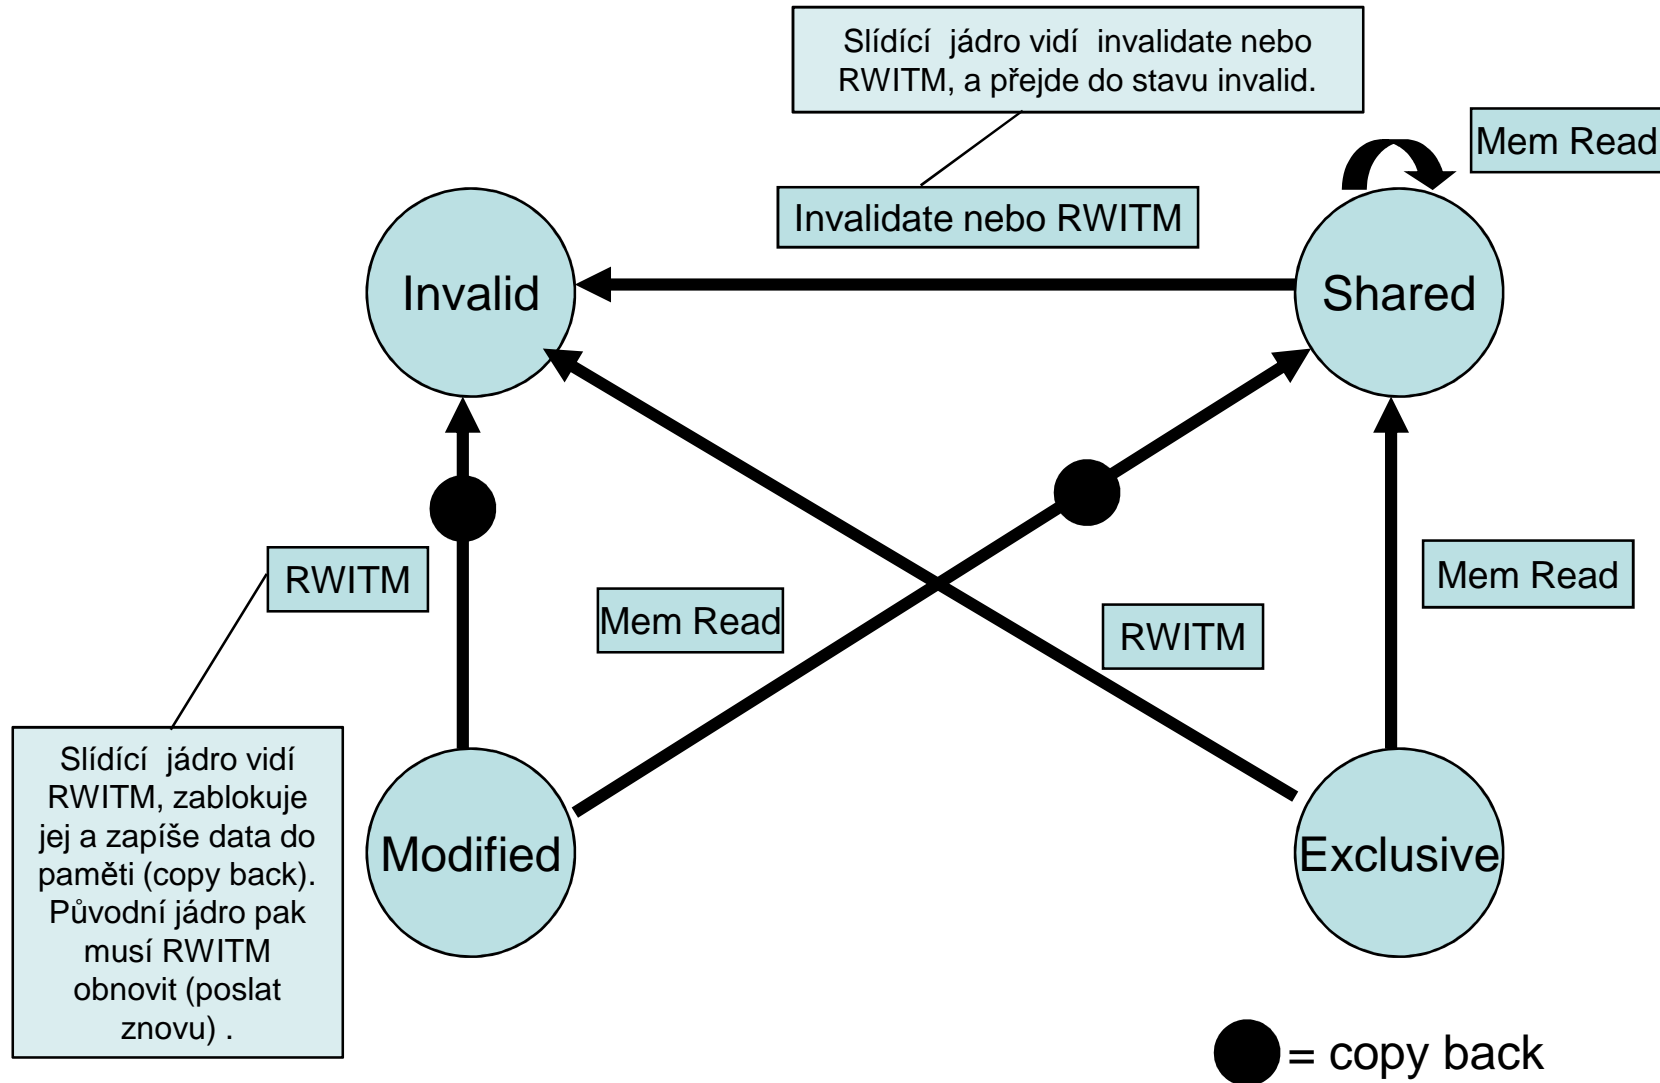 Slídící jádro vidí invalidate nebo
RWITM, a přejde do stavu invalid.
Mem Read
Invalidate nebo RWITM
Invalid
Shared
RWITM
Mem Read
RWITM
Mem Read
Slídící jádro vidí
RWITM, zablokuje
jej a zapíše data do
paměti (copy back).
Původní jádro pak
musí RWITM
obnovit (poslat
znovu) .
Modified
Exclusive
= copy back